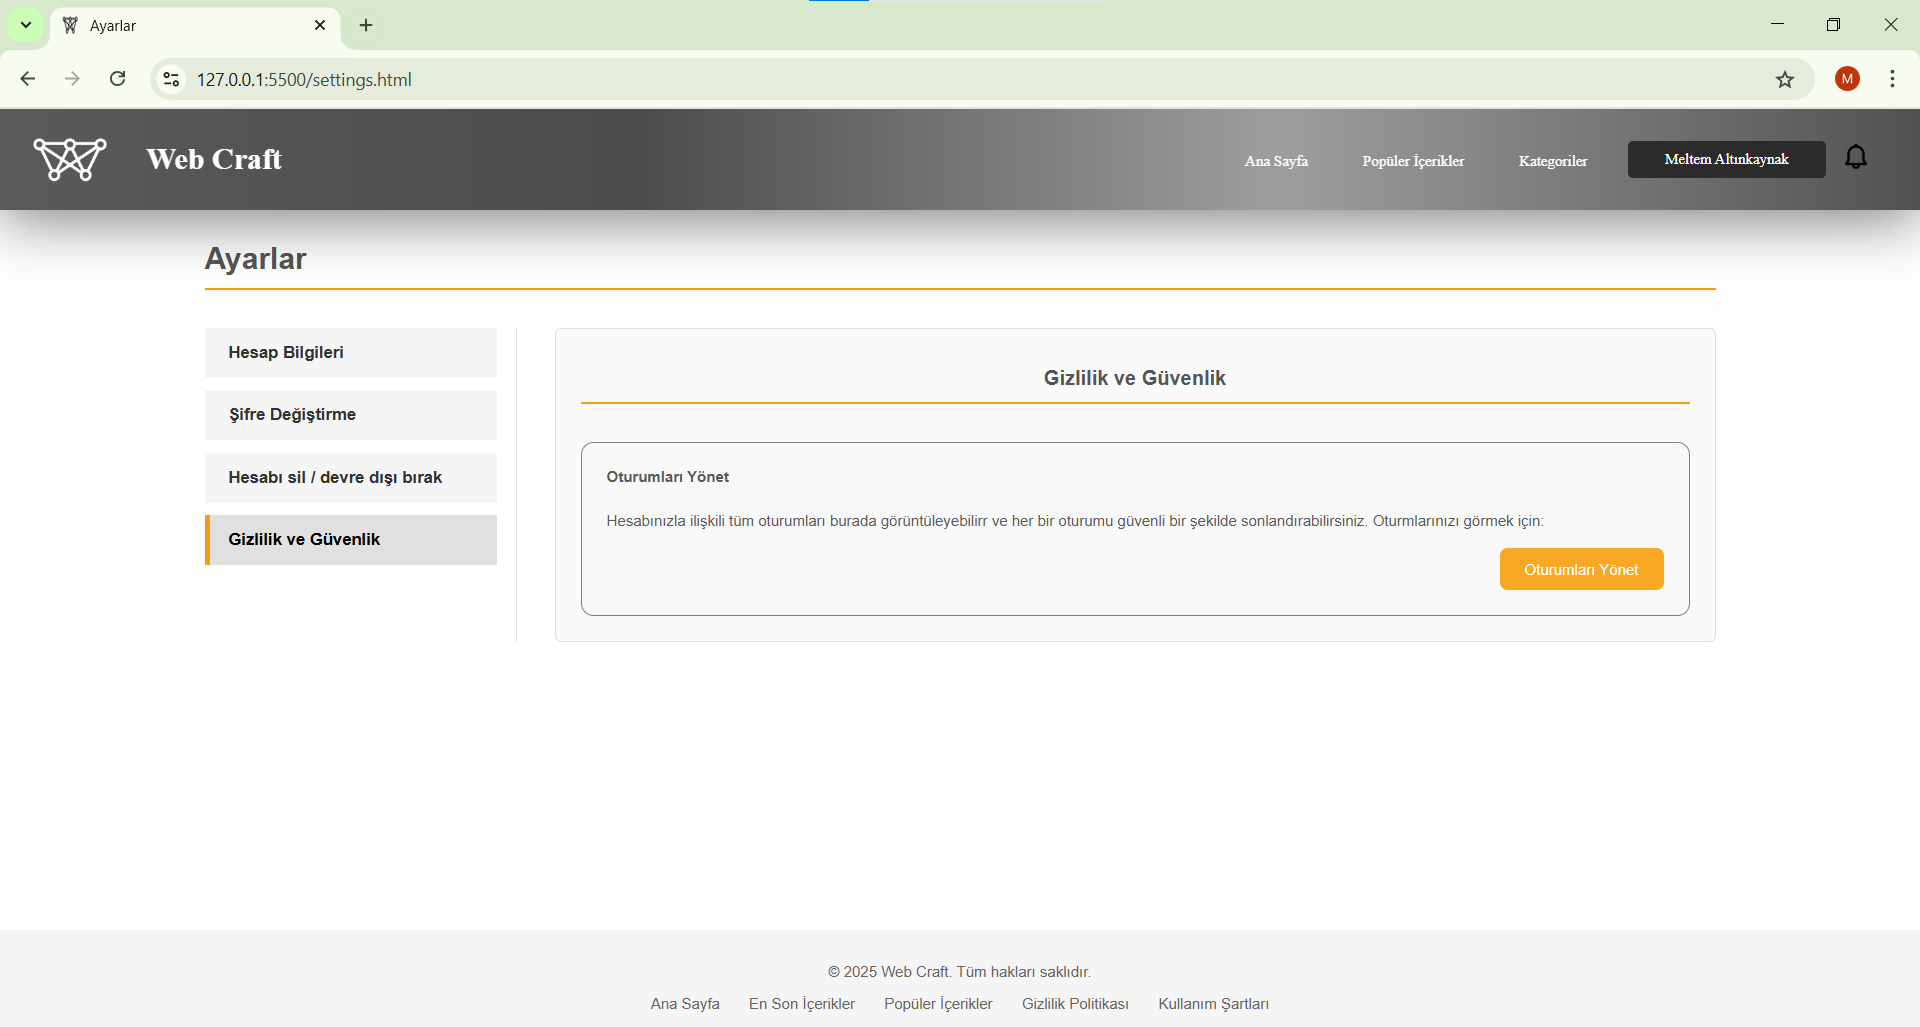 Ayarlar
127.0.0.1:5500/settings.html
M
Web Craft
Ana Sayfa
Popüler İçerikler
Kategoriler
Meltem Altınkaynak
Ayarlar
Hesap Bilgileri
Şifre Değiştirme
Hesabı sil / devre dışı bırak
Gizlilik ve Güvenlik
Gizlilik ve Güvenlik
Oturumları Yönet
Hesabınızla ilişkili tüm oturumları burada görüntüleyebilirr ve her bir oturumu güvenli bir şekilde sonlandırabilirsiniz. Oturmlarınızı görmek için:
Oturumları Yönet
© 2025 Web Craft. Tüm hakları saklıdır.
Ana Sayfa
En Son İçerikler
Popüler İçerikler
Gizlilik Politikası
Kullanım Şartları